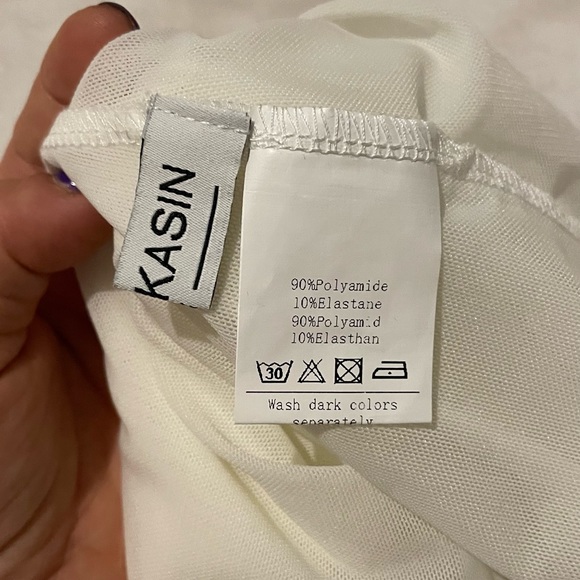 KASIN
90%Polyamide
10%Elastane
90%Polyamid
10%Elasthan
30
Wash dark colors
separately